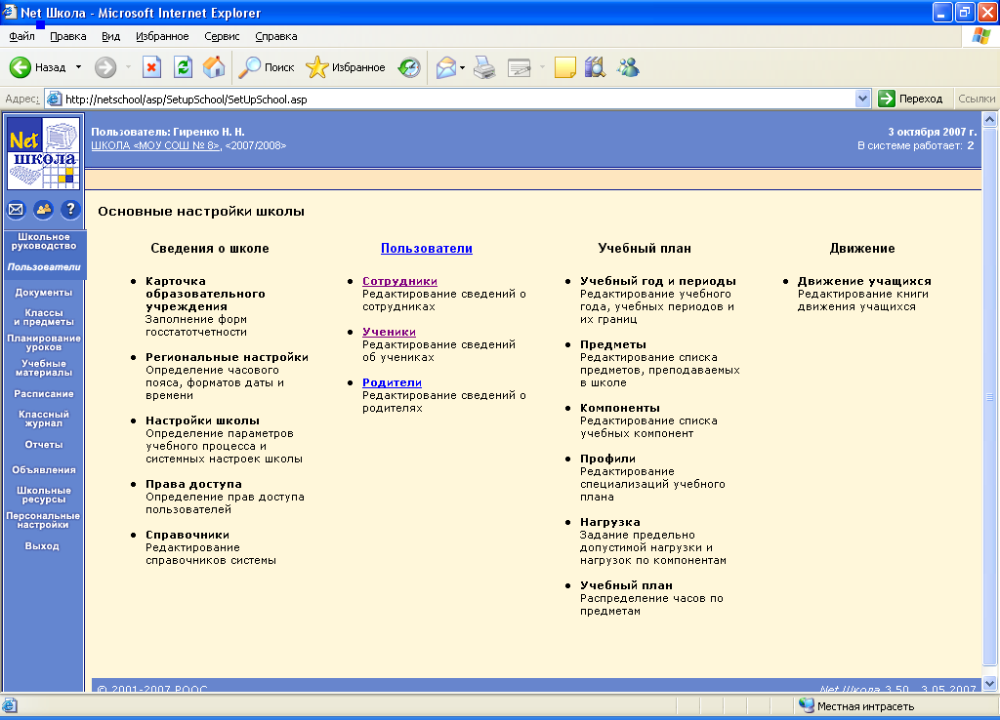 Net Школа - Microsoft Internet Explorer
Файл Правка Вид Избранное Сервис Справка
Назад Поиск Избранное
Адрес: http://netschool/asp/SetupSchool/SetUpSchool.asp Переход Ссылки
Net
школа
Пользователь: Гиренко Н. Н.
3 октября 2007 г.
ШКОЛА <МОУ СОШ № 8>, <2007/2008>
В системе работает: 2
?
Школьное
руководство
Пользователи
Документы
Классы
и предметы
Планирование
уроков
Учебные
материалы
Расписание
Классный
журнал
Отчеты
Объявления
Школьные
ресурсы
Персональные
настройки
Выход
Основные настройки школы
Сведения о школе
Карточка
образовательного
учреждения
Заполнение форм
госстатотчетности
Региональные настройки
Определение часового
пояса, форматов даты и
времени
Настройки школы
Определение параметров
учебного процесса и
системных настроек школы
Права доступа
Определение прав доступа
пользователей
Справочники
Редактирование
справочников системы
Пользователи
Сотрудники
Редактирование сведений о
сотрудниках
Ученики
Редактирование сведений
об учениках
Родители
Редактирование сведений о
родителях
Учебный план
Учебный год и периоды
Редактирование учебного
года, учебных периодов и
их границ
Предметы
Редактирование списка
предметов, преподаваемых
в школе
Компоненты
Редактирование списка
учебных компонент
Профили
Редактирование
специализаций учебного
плана
Нагрузка
Задание предельно
допустимой нагрузки и
нагрузок по компонентам
Учебный план
Распределение часов по
предметам
Движение
Движение учащихся
Редактирование книги
движения учащихся
© 2001-2007 РООС
Net Школа 3.50 3.05.2007
Местная интрасеть